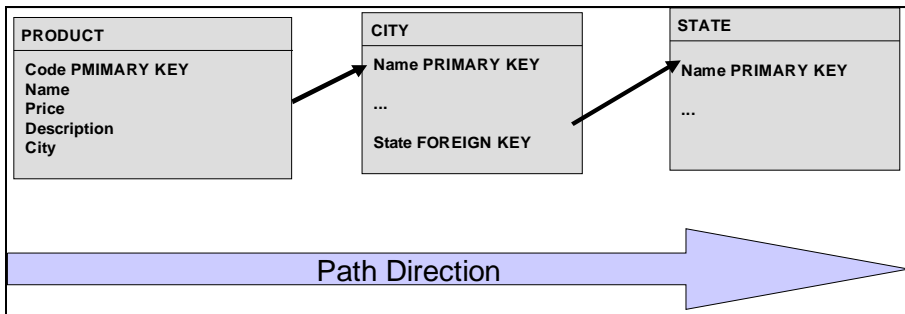 PRODUCT
Code PMIMARY KEY
Name
Price
Description
City
CITY
Name PRIMARY KEY
...
State FOREIGN KEY
STATE
Name PRIMARY KEY
...
Path Direction